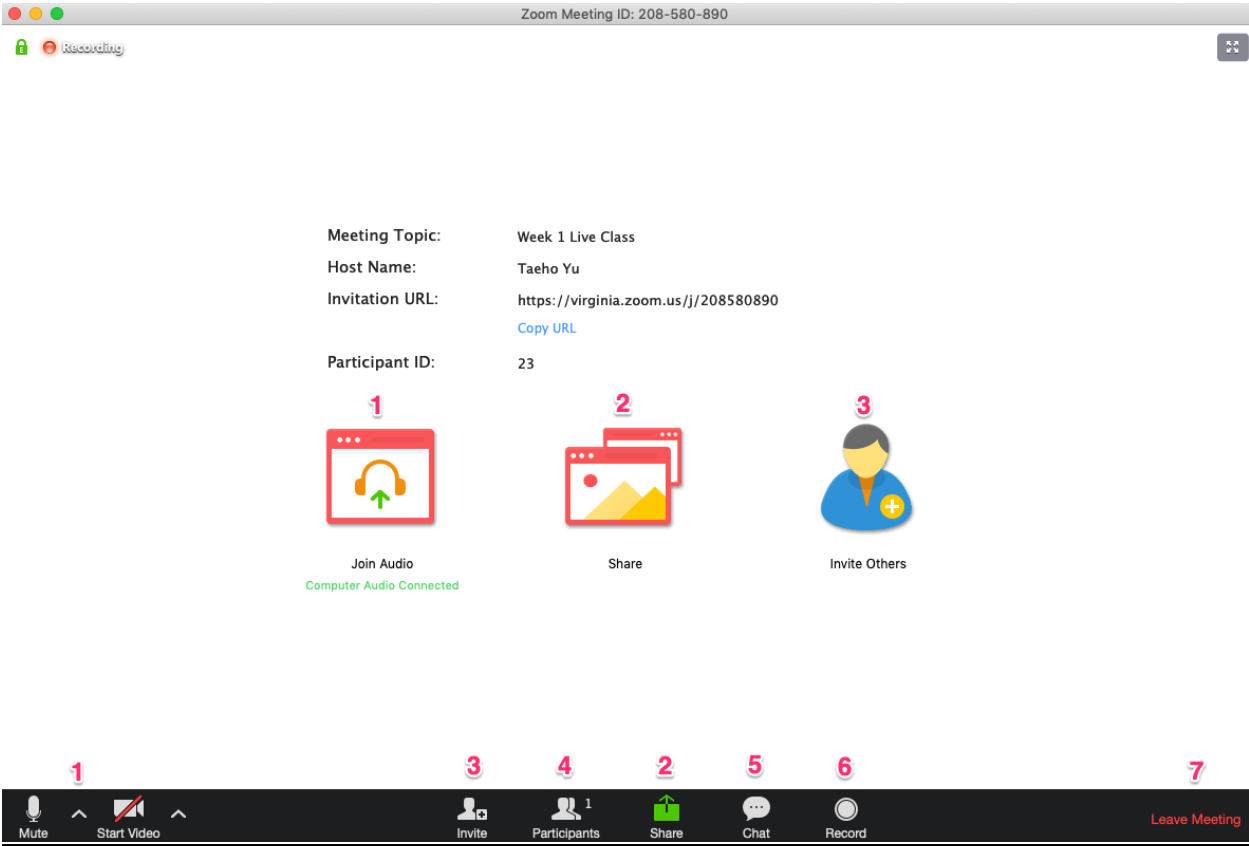 Zoom Meeting ID: 208-580-890
Recording
Meeting Topic: Week 1 Live Class
Host Name: Taeho Yu
Invitation URL: https://virginia.zoom.us/j/208580890
Copy URL
Participant ID: 23
1 2 3
Join Audio Share Invite Others
Computer Audio Connected
1 3 4 2 5 6 7
1
Mute Start Video Invite Participants Share Chat Record Leave Meeting